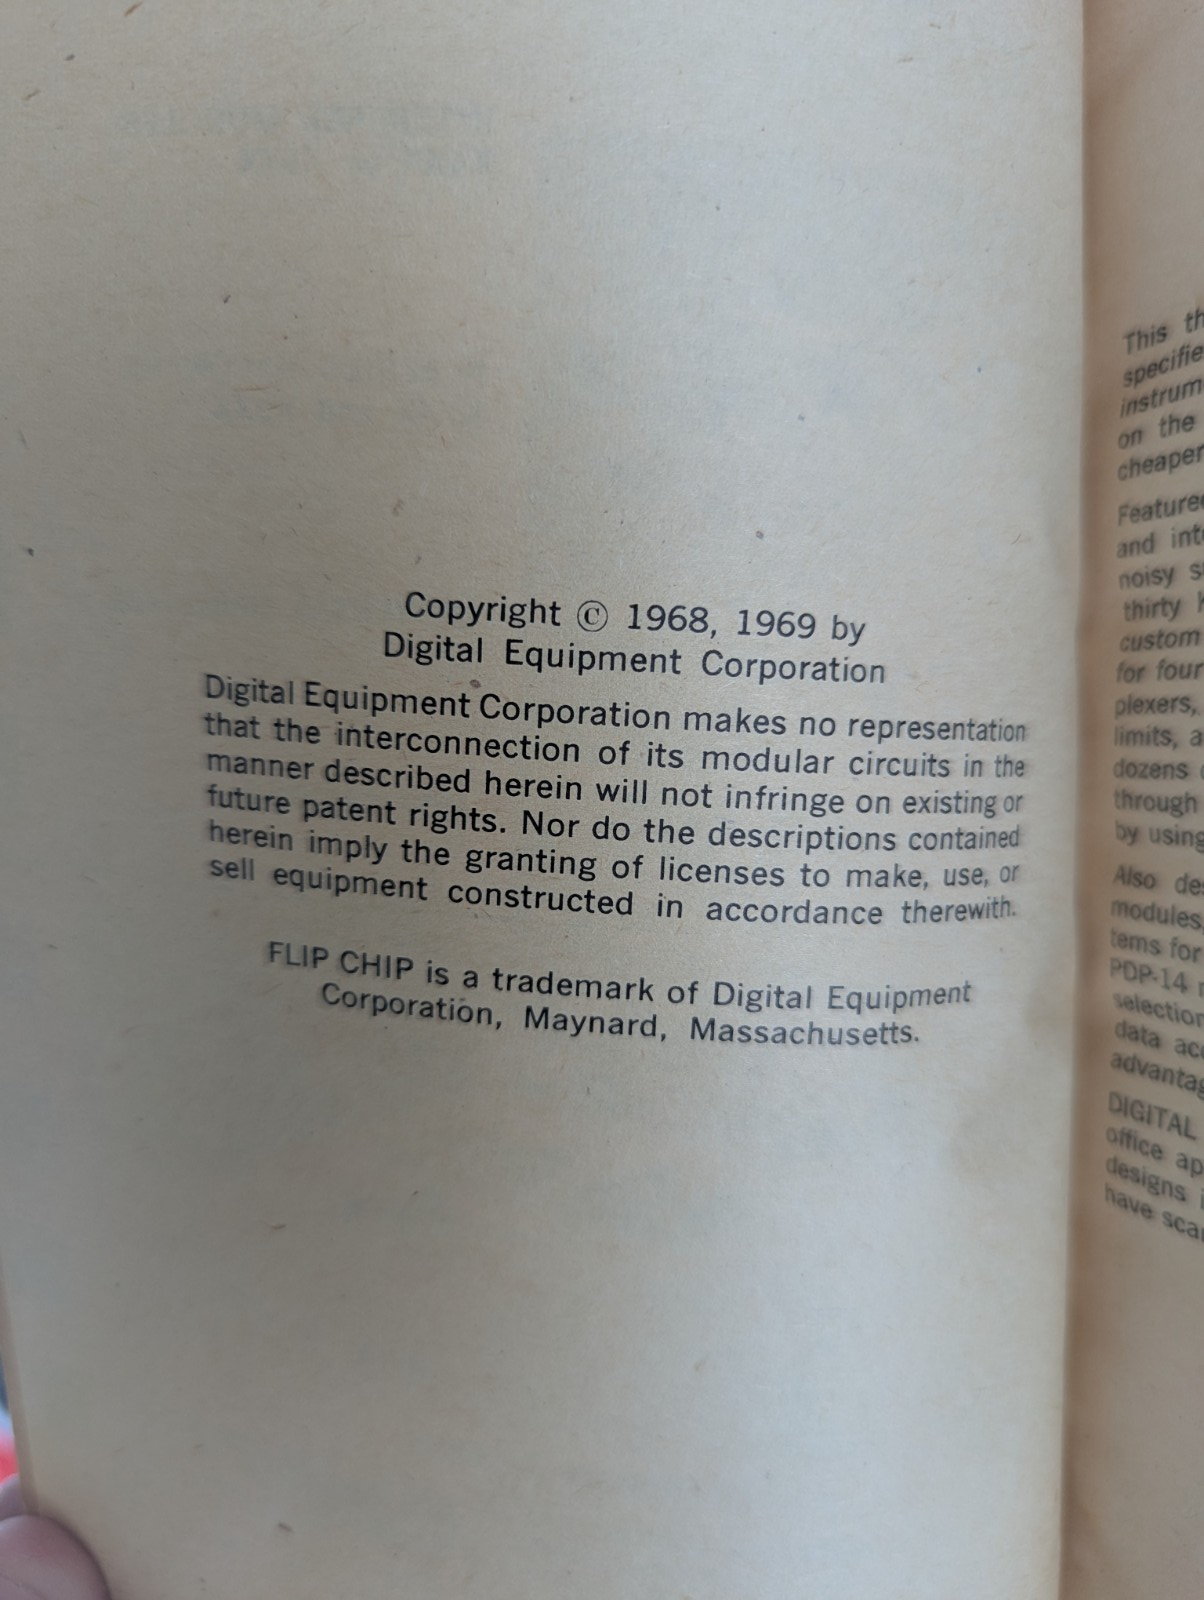 Copyright © 1968, 1969 by
Digital Equipment Corporation
Digital Equipment Corporation makes no representation
that the interconnection of its modular circuits in the
manner described herein will not infringe on existing or
future patent rights. Nor do the descriptions contained
herein imply the granting of licenses to make, use, or
sell equipment constructed in accordance therewith.
FLIP CHIP is a trademark of Digital Equipment
Corporation, Maynard, Massachusetts.
This
on the
cheaper
and
noisy
thirty
custom
for four
plexers,
limits, a
dozens
through
by using
Also
modules,
tems for
PDP-14
data
DIGITAL
office
designs
have